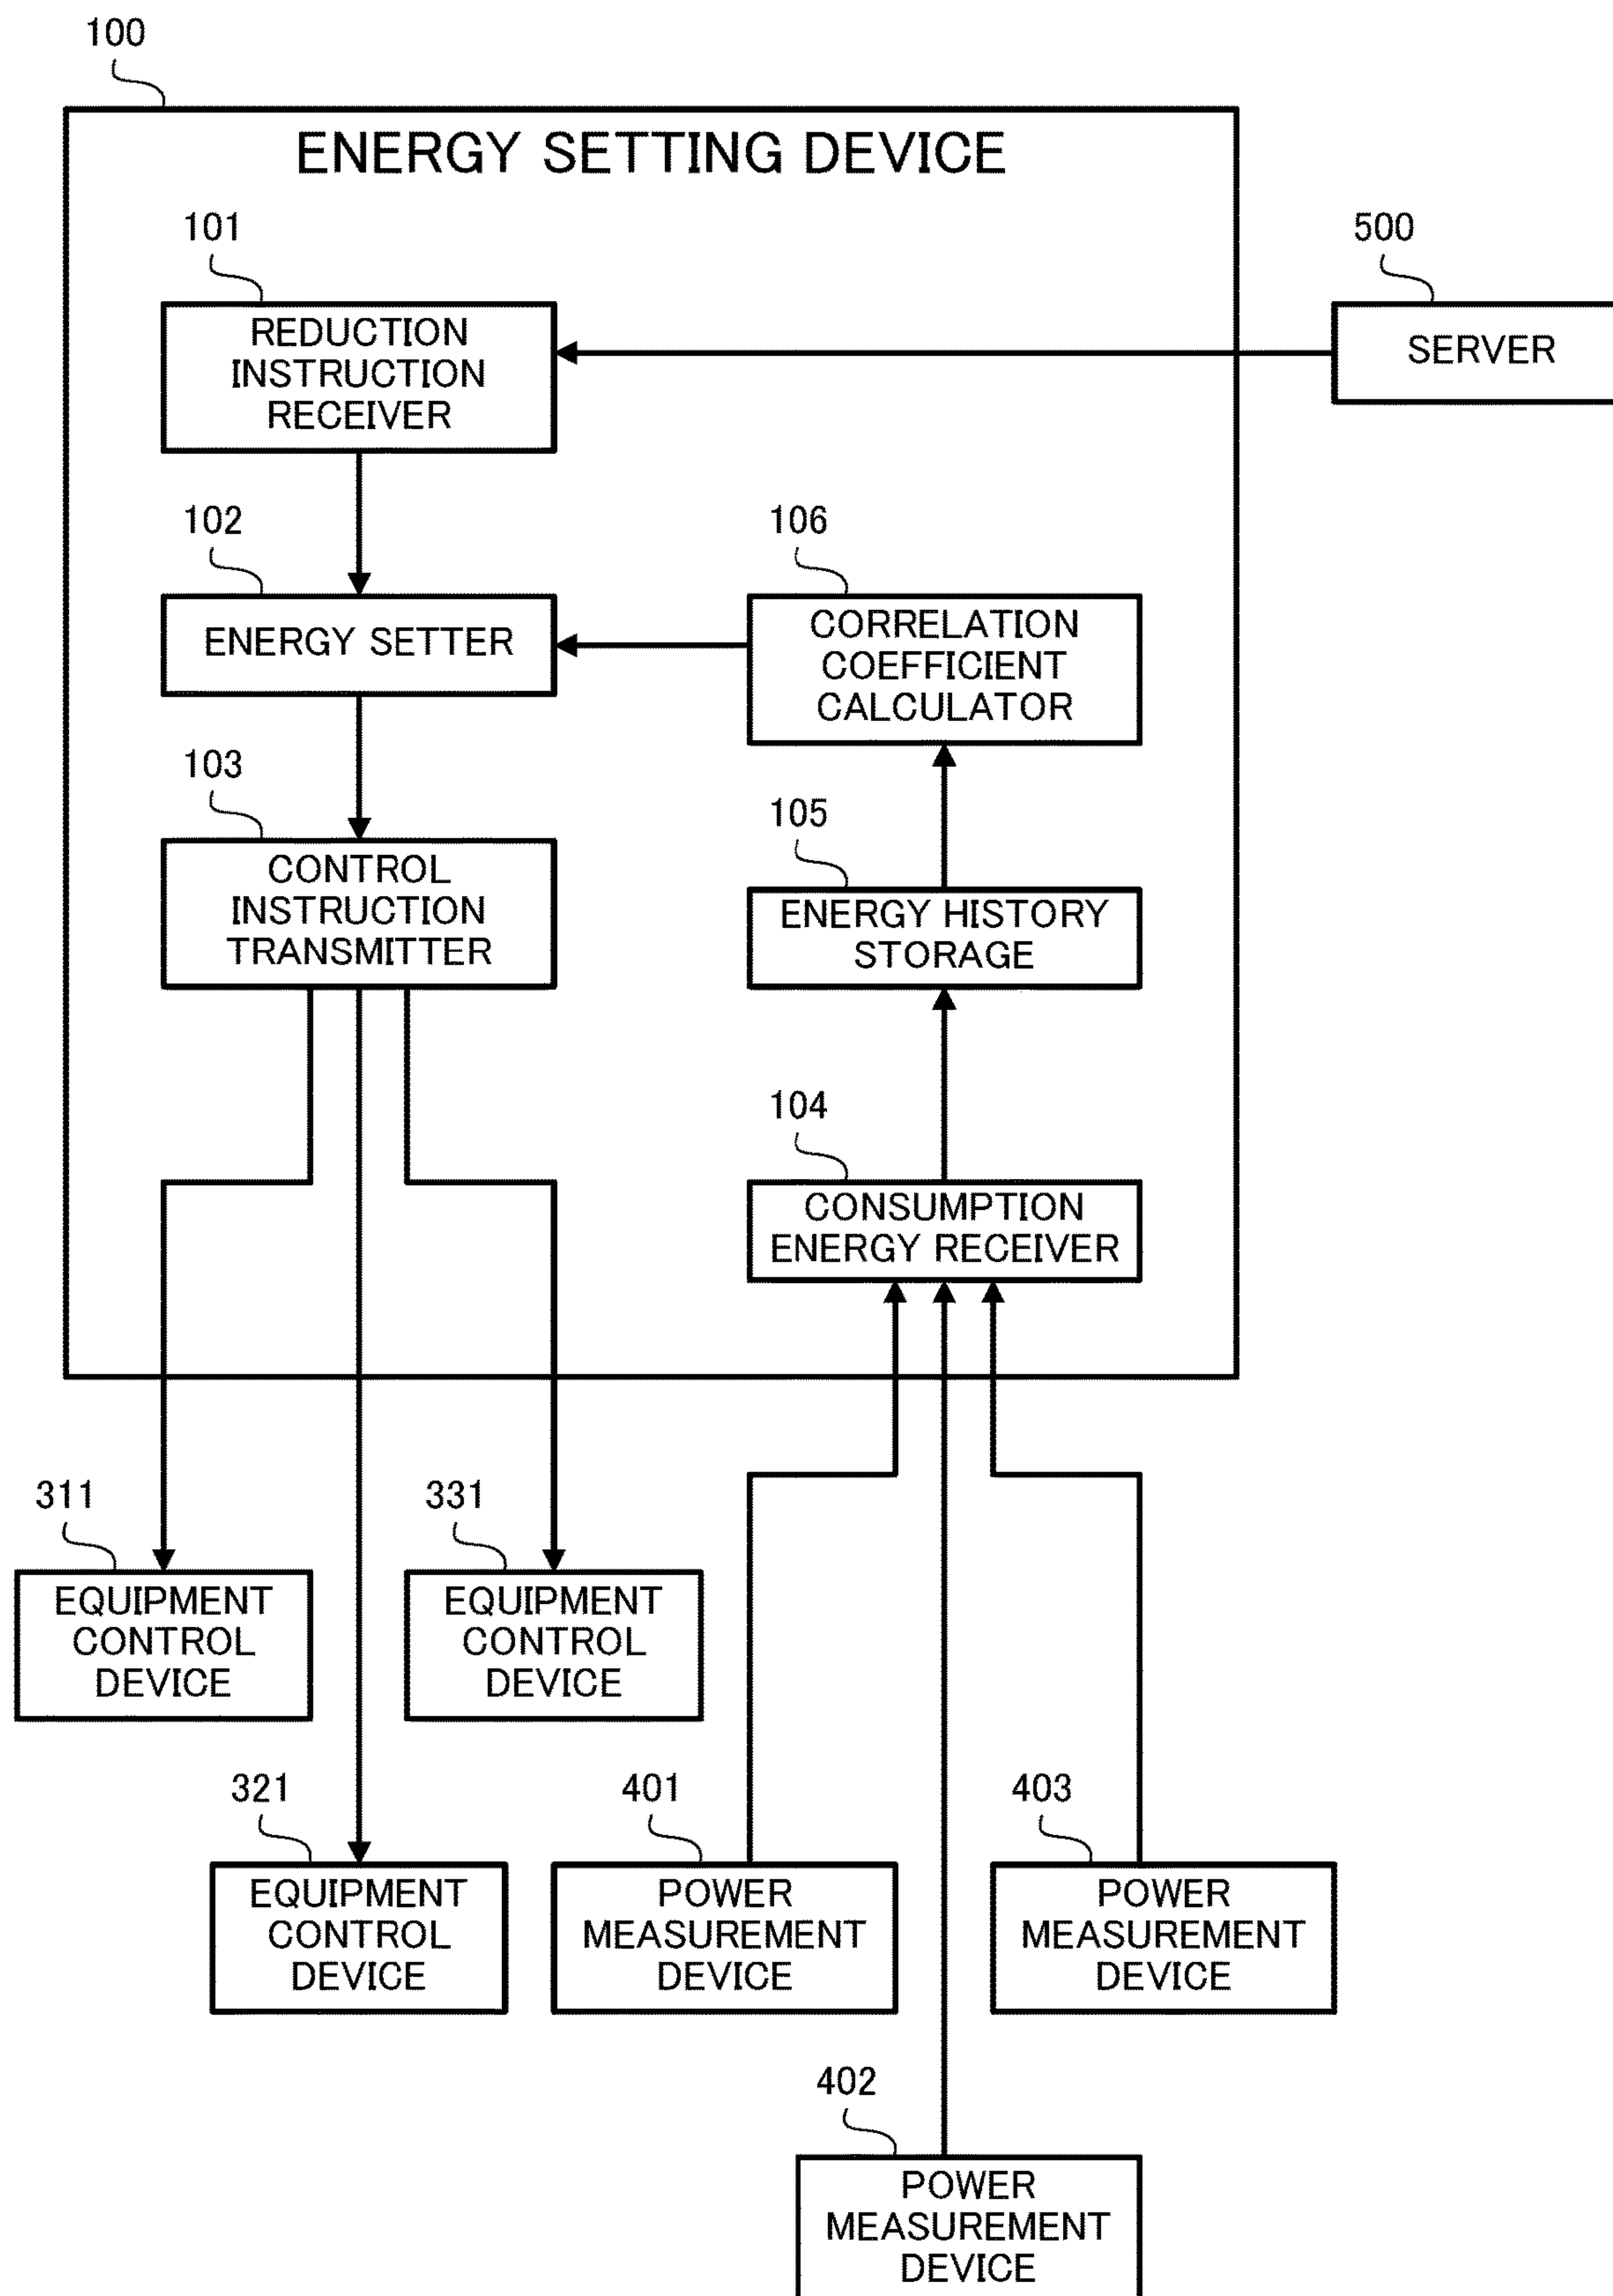 100
ENERGY SETTING DEVICE
101
500
REDUCTION
INSTRUCTION
RECEIVER
SERVER
102
106
ENERGY SETTER
CORRELATION
COEFFICIENT
CALCULATOR
103
105
CONTROL
INSTRUCTION
TRANSMITTER
ENERGY HISTORY
STORAGE
104
CONSUMPTION
ENERGY RECEIVER
311
331
EQUIPMENT
CONTROL
DEVICE
EQUIPMENT
CONTROL
DEVICE
321
401
403
EQUIPMENT
CONTROL
DEVICE
POWER
MEASUREMENT
DEVICE
POWER
MEASUREMENT
DEVICE
402
POWER
MEASUREMENT
DEVICE